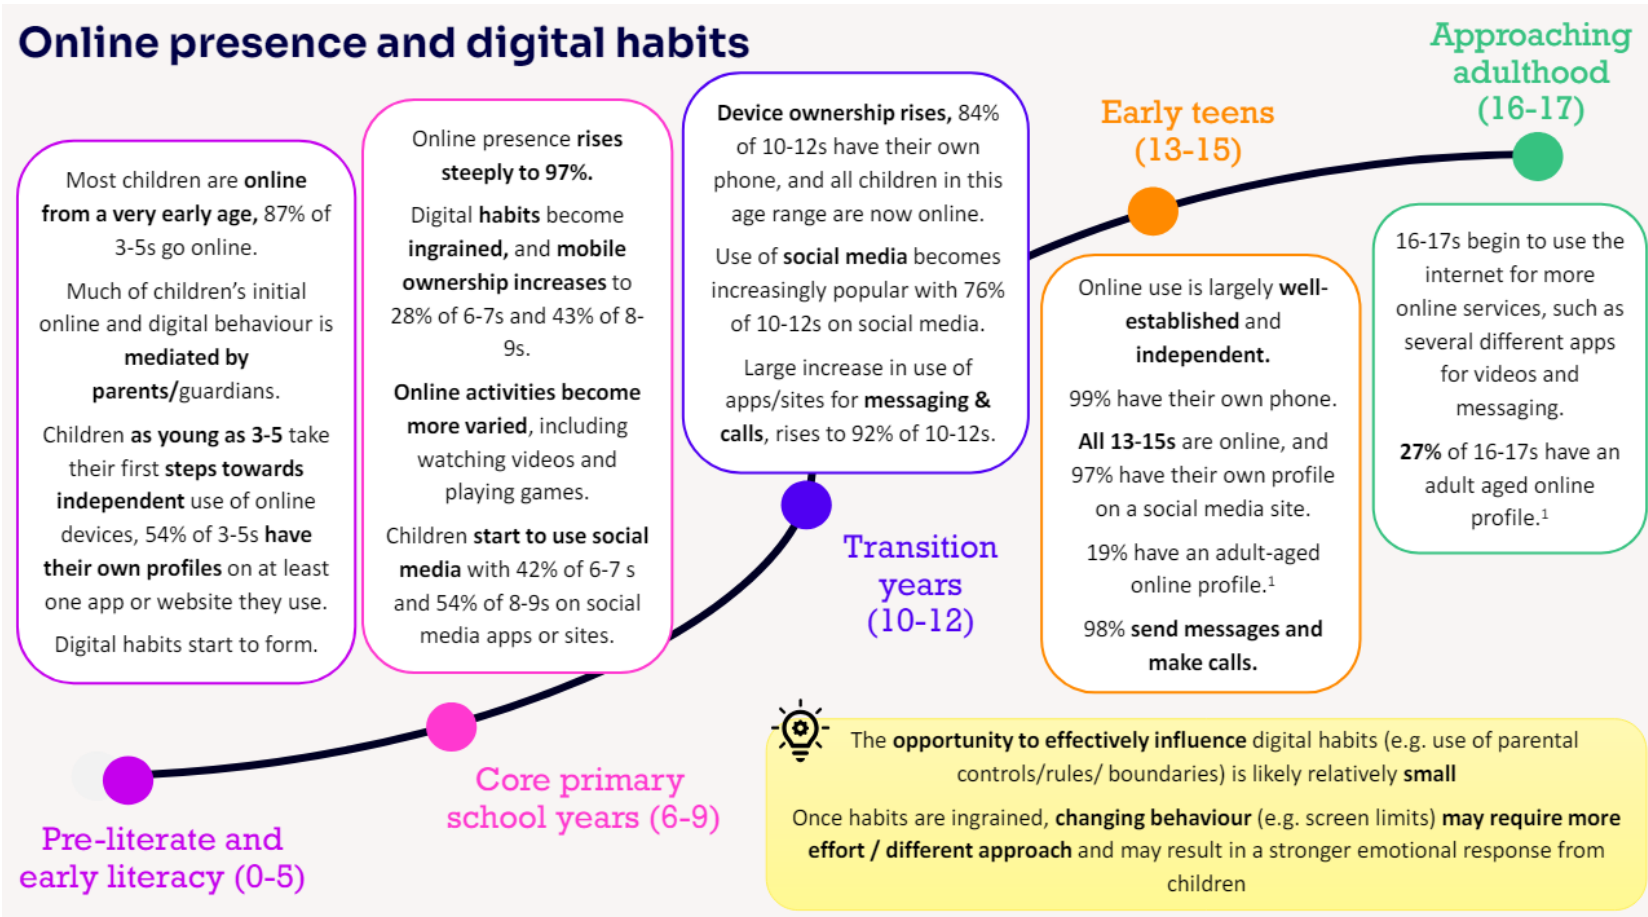 Online presence and digital habits
Most children are online
from a very early age, 87% of
3-5s go online.
Much of children’s initial
online and digital behaviour is
mediated by
parents/guardians.
Children as young as 3-5 take
their first steps towards
independent use of online
devices, 54% of 3-5s have
their own profiles on at least
one app or website they use.
Digital habits start to form.
Pre-literate and
early literacy (0-5)
Online presence rises
steeply to 97%.
Digital habits become
ingrained, and mobile
ownership increases to
28% of 6-7s and 43% of 8-
9s.
Online activities become
more varied, including
watching videos and
playing games.
Children start to use social
media with 42% of 6-7 s
and 54% of 8-9s on social
media apps or sites.
Core primary
school years (6-9)
Device ownership rises, 84%
of 10-12s have their own
phone, and all children in this
age range are now online.
Use of social media becomes
increasingly popular with 76%
of 10-12s on social media.
Large increase in use of
apps/sites for messaging &
calls, rises to 92% of 10-12s.
Transition
years
(10-12)
Early teens
(13-15)
Online use is largely well-
established and
independent.
99% have their own phone.
All 13-15s are online, and
97% have their own profile
on a social media site.
19% have an adult-aged
online profile.¹
98% send messages and
make calls.
Approaching
adulthood
(16-17)
16-17s begin to use the
internet for more
online services, such as
several different apps
for videos and
messaging.
27% of 16-17s have an
adult aged online
profile.¹
The opportunity to effectively influence digital habits (e.g. use of parental
controls/rules/ boundaries) is likely relatively small
Once habits are ingrained, changing behaviour (e.g. screen limits) may require more
effort / different approach and may result in a stronger emotional response from
children